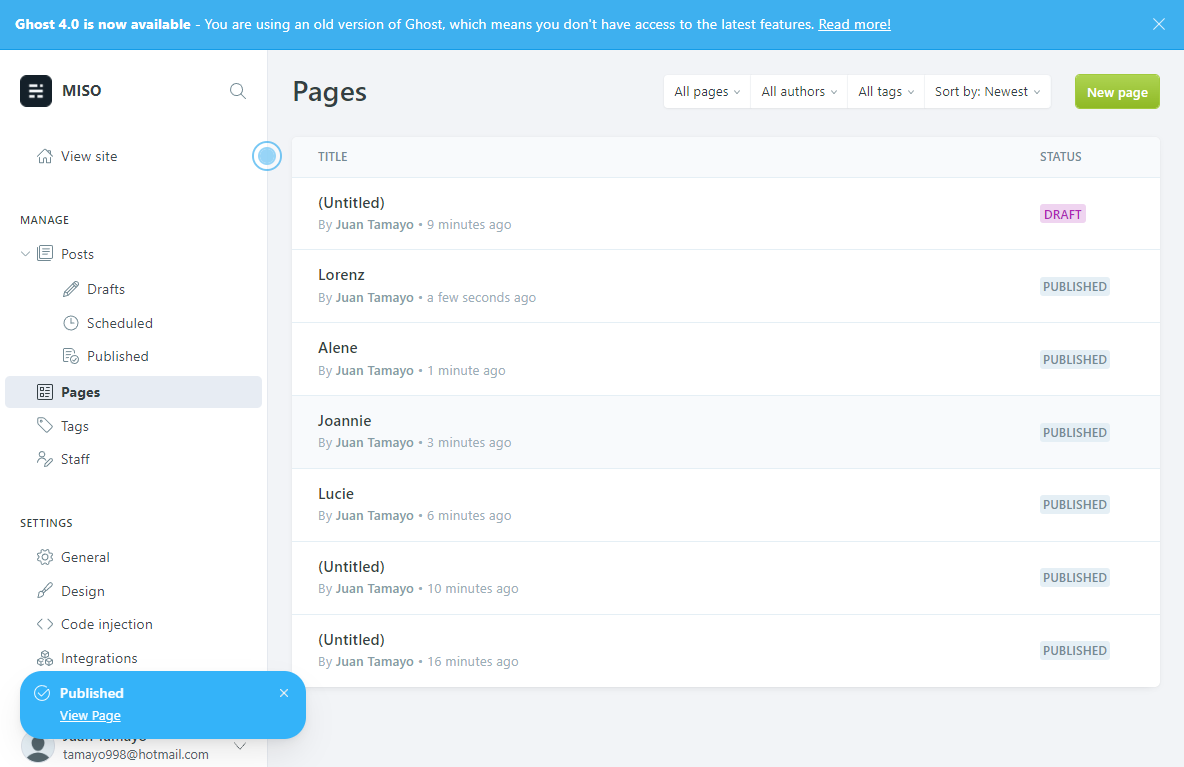 Ghost 4.0 is now available - You are using an old version of Ghost, which means you don't have access to the latest features. Read more!
MISO
View site
MANAGE
Posts
Drafts
Scheduled
Published
Pages
Tags
Staff
SETTINGS
General
Design
Code injection
Integrations
Published
View Page
Juan Tamayo
tamayo998@hotmail.com
Pages
All pages
All authors
All tags
Sort by: Newest
New page
TITLE
STATUS
(Untitled)
By Juan Tamayo • 9 minutes ago
DRAFT
Lorenz
By Juan Tamayo • a few seconds ago
PUBLISHED
Alene
By Juan Tamayo • 1 minute ago
PUBLISHED
Joannie
By Juan Tamayo • 3 minutes ago
PUBLISHED
Lucie
By Juan Tamayo • 6 minutes ago
PUBLISHED
(Untitled)
By Juan Tamayo • 10 minutes ago
PUBLISHED
(Untitled)
By Juan Tamayo • 16 minutes ago
PUBLISHED